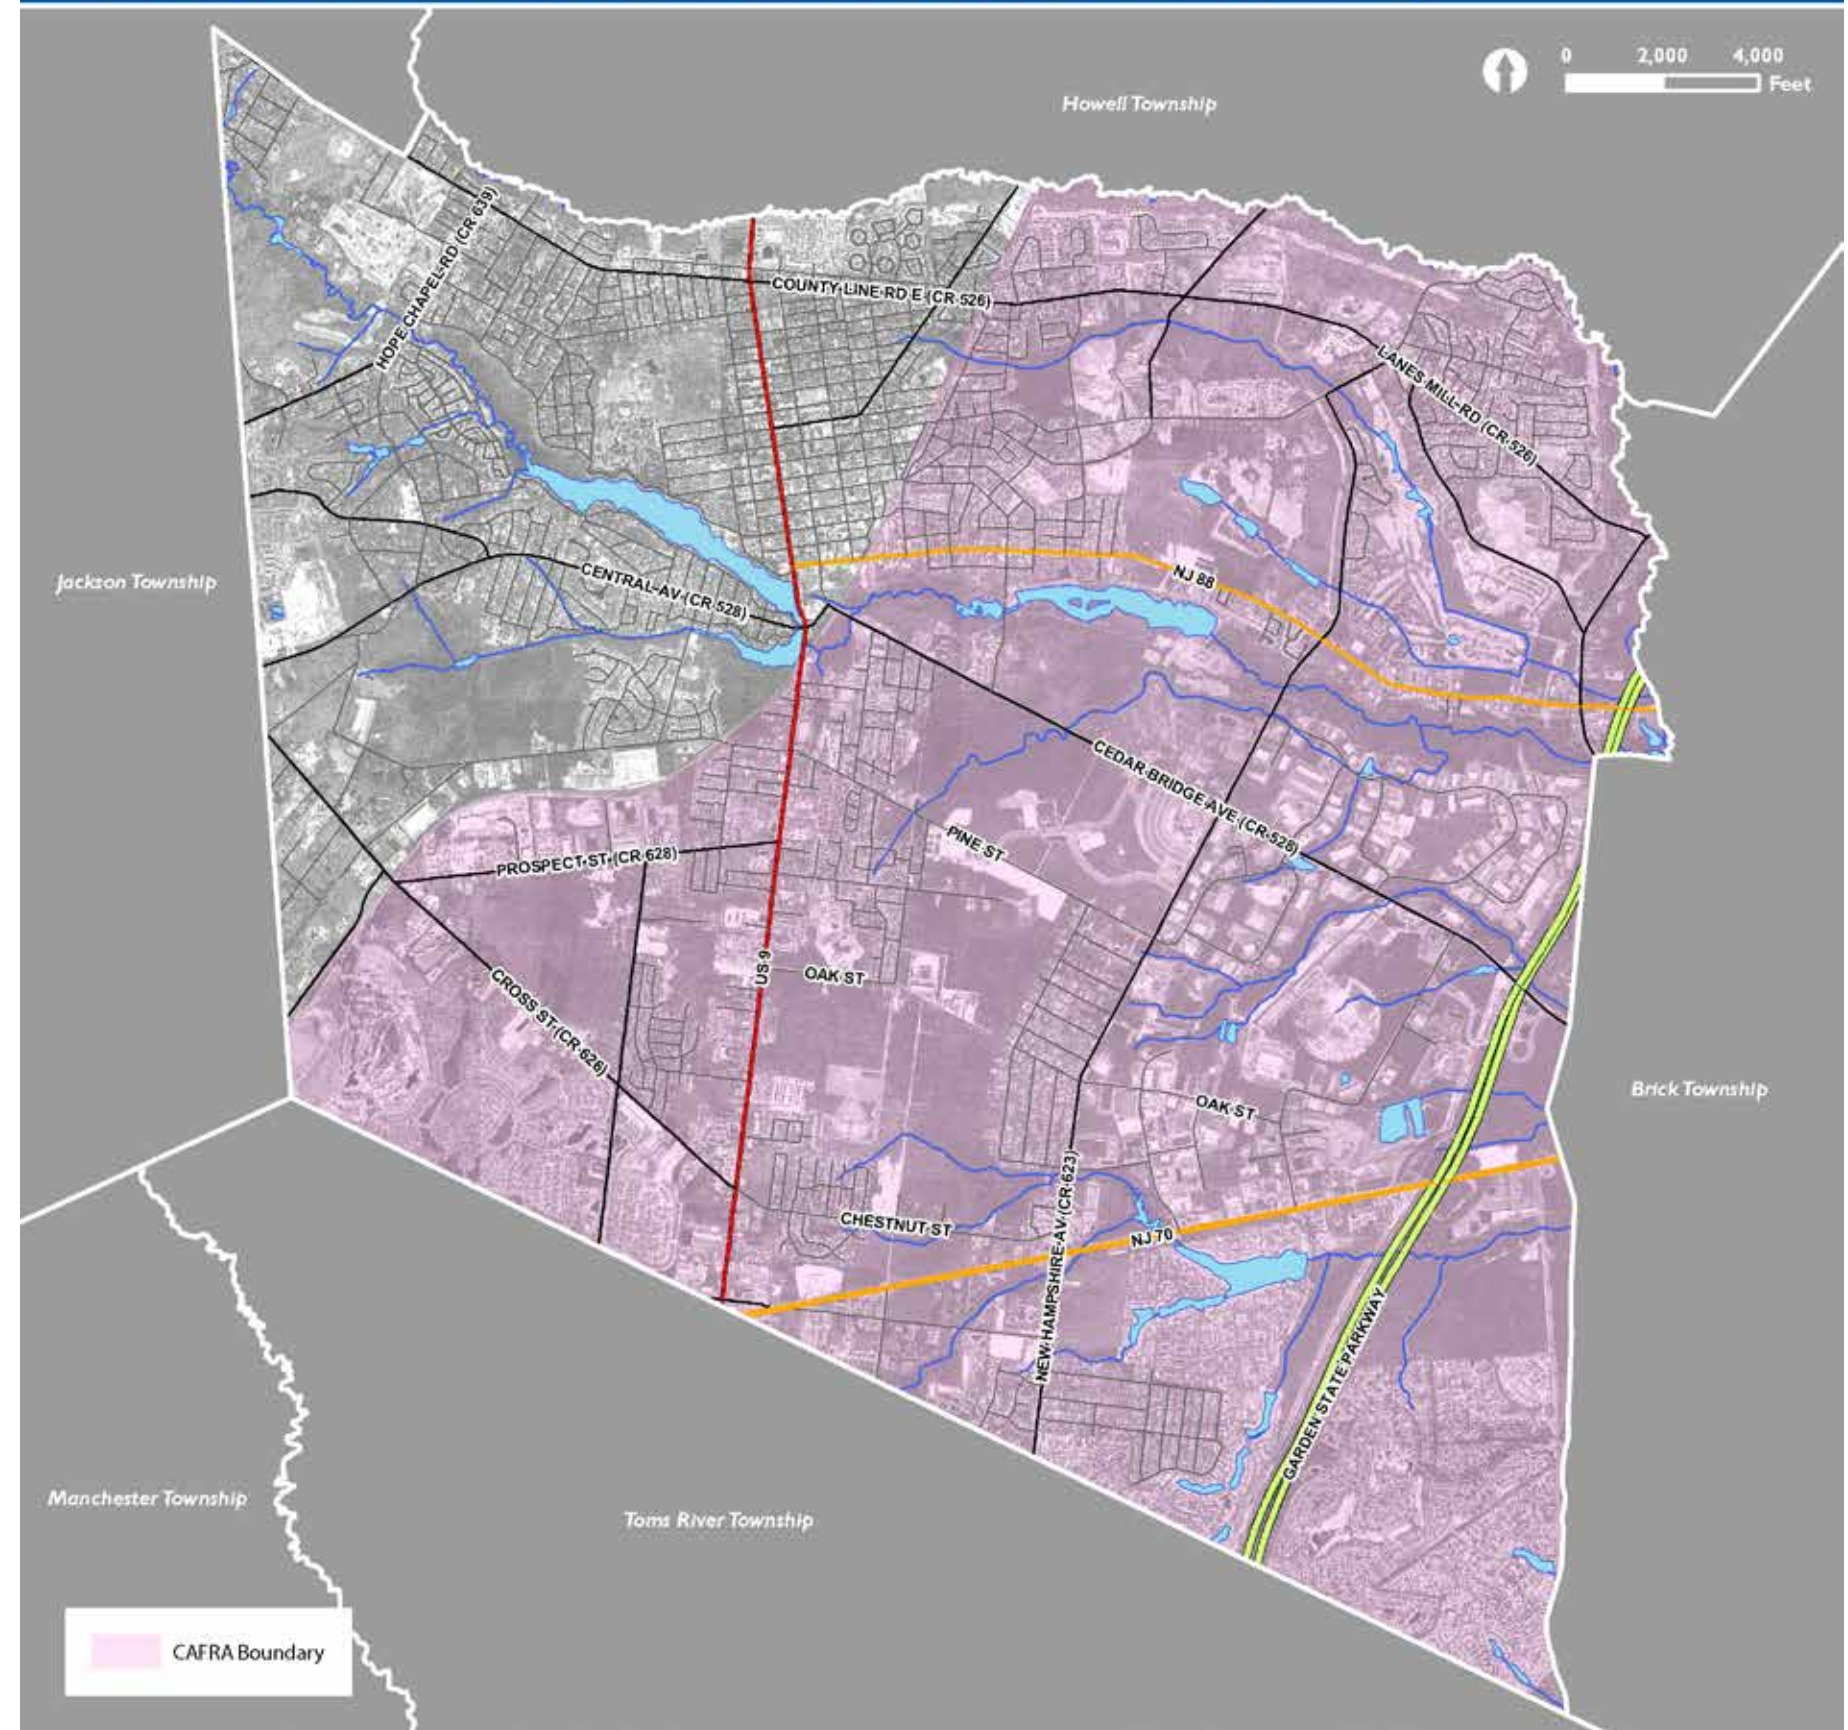 0 2,000 4,000
Feet
Howell Township
HOPE CHAPEL RD (CR 639)
COUNTY LINE RD E (CR 526)
LANES MILL RD (CR 526)
Jackson Township
CENTRAL AV (CR 528)
NJ 88
CEDAR BRIDGE AVE (CR 528)
PINE ST
PROSPECT ST (CR 628)
US 9
OAK ST
CROSS ST (CR 626)
Brick Township
OAK ST
CHESTNUT ST
NEW HAMPSHIRE AV (CR 623)
NJ 70
GARDEN STATE PARKWAY
Manchester Township
Toms River Township
CAFRA Boundary